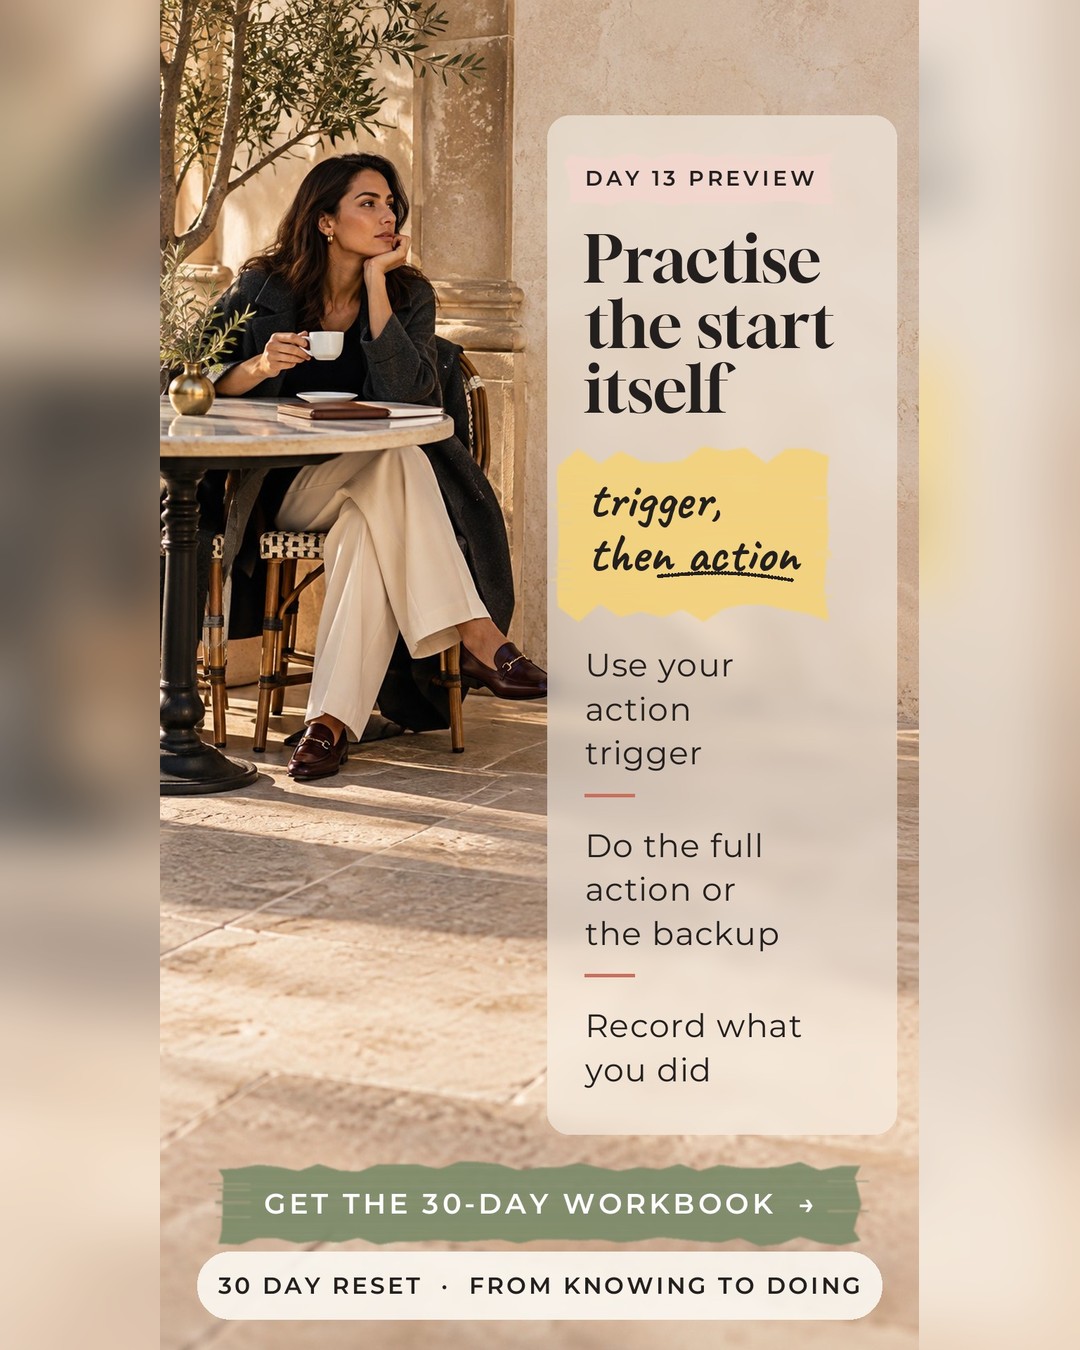 DAY 13 PREVIEW
Practise
the start
itself
trigger,
then action
Use your
action
trigger
Do the full
action or
the backup
Record what
you did
GET THE 30-DAY WORKBOOK →
30 DAY RESET · FROM KNOWING TO DOING